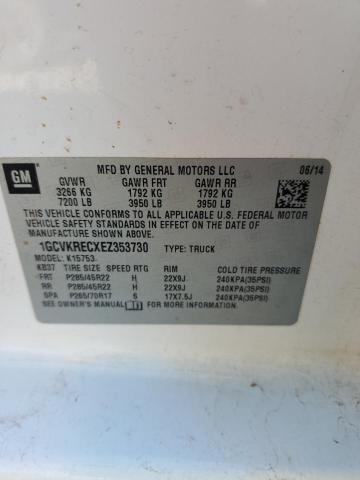 GM
MFD BY GENERAL MOTORS LLC 06/14
GVWR GAWR FRT GAWR RR
3266 KG 1792 KG 1792 KG
7200 LB 3950 LB 3950 LB
THIS VEHICLE CONFORMS TO ALL APPLICABLE U.S. FEDERAL
MOTOR VEHICLE SAFETY STANDARDS IN EFFECT ON THE DATE OF
MANUFACTURE SHOWN ABOVE.
1GCVKRECXEZ353730 TYPE: TRUCK
MODEL: K15753
KB37 TIRE SIZE SPEED RTG RIM COLD TIRE PRESSURE
FRT P285/45R22 H 22X9J 240KPA(35PSI)
RR P285/45R22 H 22X9J 240KPA(35PSI)
SPA P265/70R17 S 17X7.5J 240KPA(35PSI)
SEE OWNER'S MANUAL FOR ADDITIONAL INFORMATION.